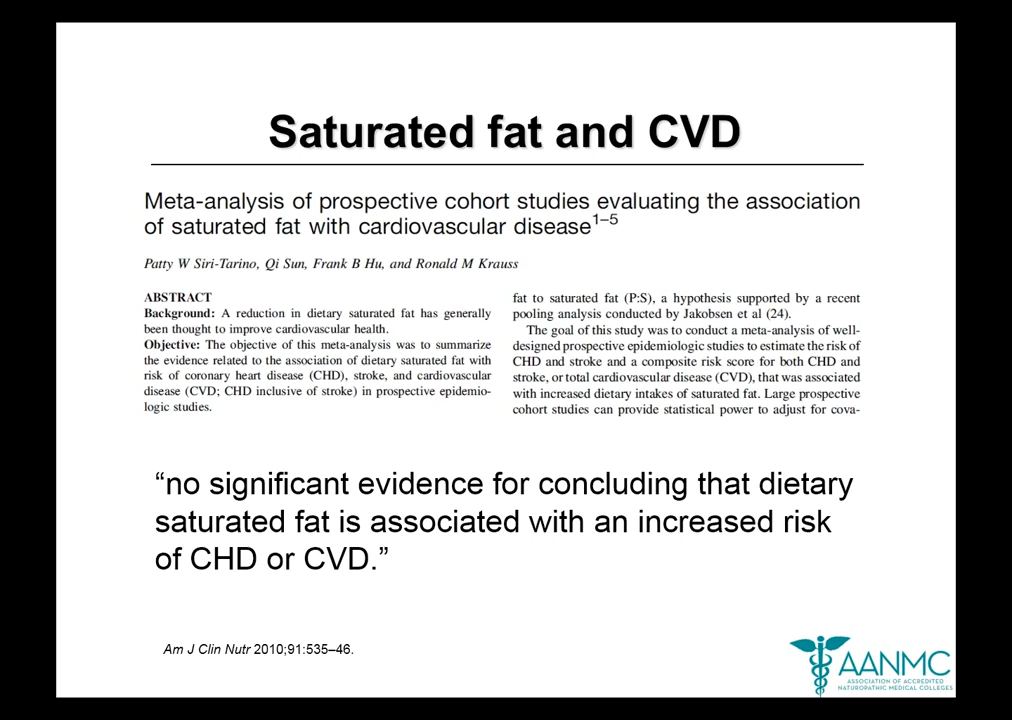 Saturated fat and CVD
Meta-analysis of prospective cohort studies evaluating the association
of saturated fat with cardiovascular disease1–5
Patty W Siri-Tarino, Qi Sun, Frank B Hu, and Ronald M Krauss
ABSTRACT
Background: A reduction in dietary saturated fat has generally
been thought to improve cardiovascular health.
Objective: The objective of this meta-analysis was to summarize
the evidence related to the association of dietary saturated fat with
risk of coronary heart disease (CHD), stroke, and cardiovascular
disease (CVD; CHD inclusive of stroke) in prospective epidemio-
logic studies.
fat to saturated fat (P:S), a hypothesis supported by a recent
pooling analysis conducted by Jakobsen et al (24).
The goal of this study was to conduct a meta-analysis of well-
designed prospective epidemiologic studies to estimate the risk of
CHD and stroke and a composite risk score for both CHD and
stroke, or total cardiovascular disease (CVD), that was associated
with increased dietary intakes of saturated fat. Large prospective
cohort studies can provide statistical power to adjust for cova-
“no significant evidence for concluding that dietary
saturated fat is associated with an increased risk
of CHD or CVD.”
Am J Clin Nutr 2010;91:535–46.
AANMC
ASSOCIATION OF ACCREDITED
NATUROPATHIC MEDICAL COLLEGES